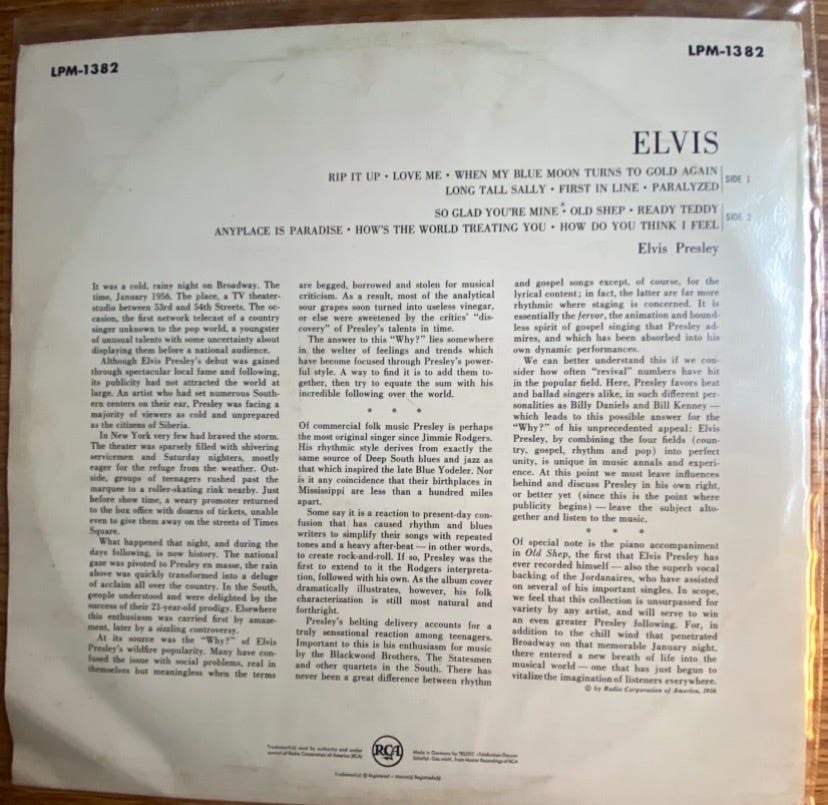 LPM-1382
LPM-1382
ELVIS
RIP IT UP • LOVE ME • WHEN MY BLUE MOON TURNS TO GOLD AGAIN
LONG TALL SALLY • FIRST IN LINE • PARALYZED
SIDE 1
SO GLAD YOU'RE MINE • OLD SHEP • READY TEDDY
ANYPLACE IS PARADISE • HOW'S THE WORLD TREATING YOU • HOW DO YOU THINK I FEEL
SIDE 2
Elvis Presley
It was a cold, rainy night on Broadway. The
time, January 1956. The place, a TV theater-
studio between 53rd and 54th Streets. The oc-
casion, the first network telecast of a country
singer unknown to the pop world, a youngster
of unusual talents with some uncertainty about
displaying them before a national audience.
Although Elvis Presley's debut was gained
through spectacular local fame and following,
its publicity had not attracted the world at
large. An artist who had set numerous South-
ern centers on their ear, Presley was facing a
majority of viewers as cold and unprepared
as the citizens of Siberia.
In New York very few had braved the storm.
The theater was sparsely filled with shivering
servicemen and Saturday nighters, mostly
eager for the refuge from the weather. Out-
side, groups of teenagers rushed past the
marquee to a roller-skating rink nearby. Just
before show time, a weary promoter returned
to the box office with dozens of tickets, unable
even to give them away on the streets of Times
Square.
What happened that night, and during the
days following, is now history. The national
gaze was pivoted to Presley en masse, the rain
above was quickly transformed into a deluge
of acclaim all over the country. In the South,
people understood and were delighted by the
success of their 21-year-old prodigy. Elsewhere
this enthusiasm was carried first by amaze-
ment, later by a sizzling controversy.
At its source was the "Why?" of Elvis
Presley's wildfire popularity. Many have con-
fused the issue with social problems, real in
themselves but meaningless when the terms
are begged, borrowed and stolen for musical
criticism. As a result, most of the analytical
sour grapes soon turned into useless vinegar,
or else were sweetened by the critics' "dis-
covery" of Presley's talents in time.
The answer to this "Why?" lies somewhere
in the welter of feelings and trends which
have become focused through Presley's power-
ful style. A way to find it is to add them to-
gether, then try to equate the sum with his
incredible following over the world.
* * *
Of commercial folk music Presley is perhaps
the most original singer since Jimmie Rodgers.
His rhythmic style derives from exactly the
same source of Deep South blues and jazz as
that which inspired the late Blue Yodeler. Nor
is it any coincidence that their birthplaces in
Mississippi are less than a hundred miles
apart.
Some say it is a reaction to present-day con-
fusion that has caused rhythm and blues
writers to simplify their songs with repeated
tones and a heavy after-beat — in other words,
to create rock-and-roll. If so, Presley was the
first to extend to it the Rodgers interpreta-
tion, followed with his own. As the album cover
dramatically illustrates, however, his folk
characterization is still most natural and
forthright.
Presley's belting delivery accounts for a
truly sensational reaction among teenagers.
Important to this is his enthusiasm for music
by the Blackwood Brothers, The Statesmen
and other quartets in the South. There has
never been a great difference between rhythm
and gospel songs except, of course, for the
lyrical content; in fact, the latter are far more
rhythmic where staging is concerned. It is
essentially the fervor, the animation and bound-
less spirit of gospel singing that Presley ad-
mires, and which has been absorbed into his
own dynamic performances.
We can better understand this if we con-
sider how often "revival" numbers have hit
in the popular field. Here, Presley favors beat
and ballad singers alike, in such different per-
sonalities as Billy Daniels and Bill Kenney —
which leads to this possible answer for the
"Why?" of his unprecedented appeal: Elvis
Presley, by combining the four fields (coun-
try, gospel, rhythm and pop) into perfect
unity, is unique in music annals and experi-
ence. At this point we must leave influences
behind and discuss Presley in his own right,
or better yet (since this is the point where
publicity begins) — leave the subject alto-
gether and listen to the music.
* * *
Of special note is the piano accompaniment
in Old Shep, the first that Elvis Presley has
ever recorded himself — also the superb vocal
backing of the Jordanaires, who have assisted
on several of his important singles. In scope,
we feel that this collection is unsurpassed for
variety by any artist, and will serve to win
an even greater Presley following. For, in
addition to the chill wind that penetrated
Broadway on that memorable January night,
there entered a new breath of life into the
musical world — one that has just begun to
vitalize the imagination of listeners everywhere.
© by Radio Corporation of America, 1956
Trademark(s) used by authority and under
control of Radio Corporation of America (RCA)
RCA
Made in Germany by TELDEC »Telefunken-Decca«
Schallpl. Ges. mbH, from Master Recordings of RCA
Trademark(s) ® Registered • Marca(s) Registrada(s)